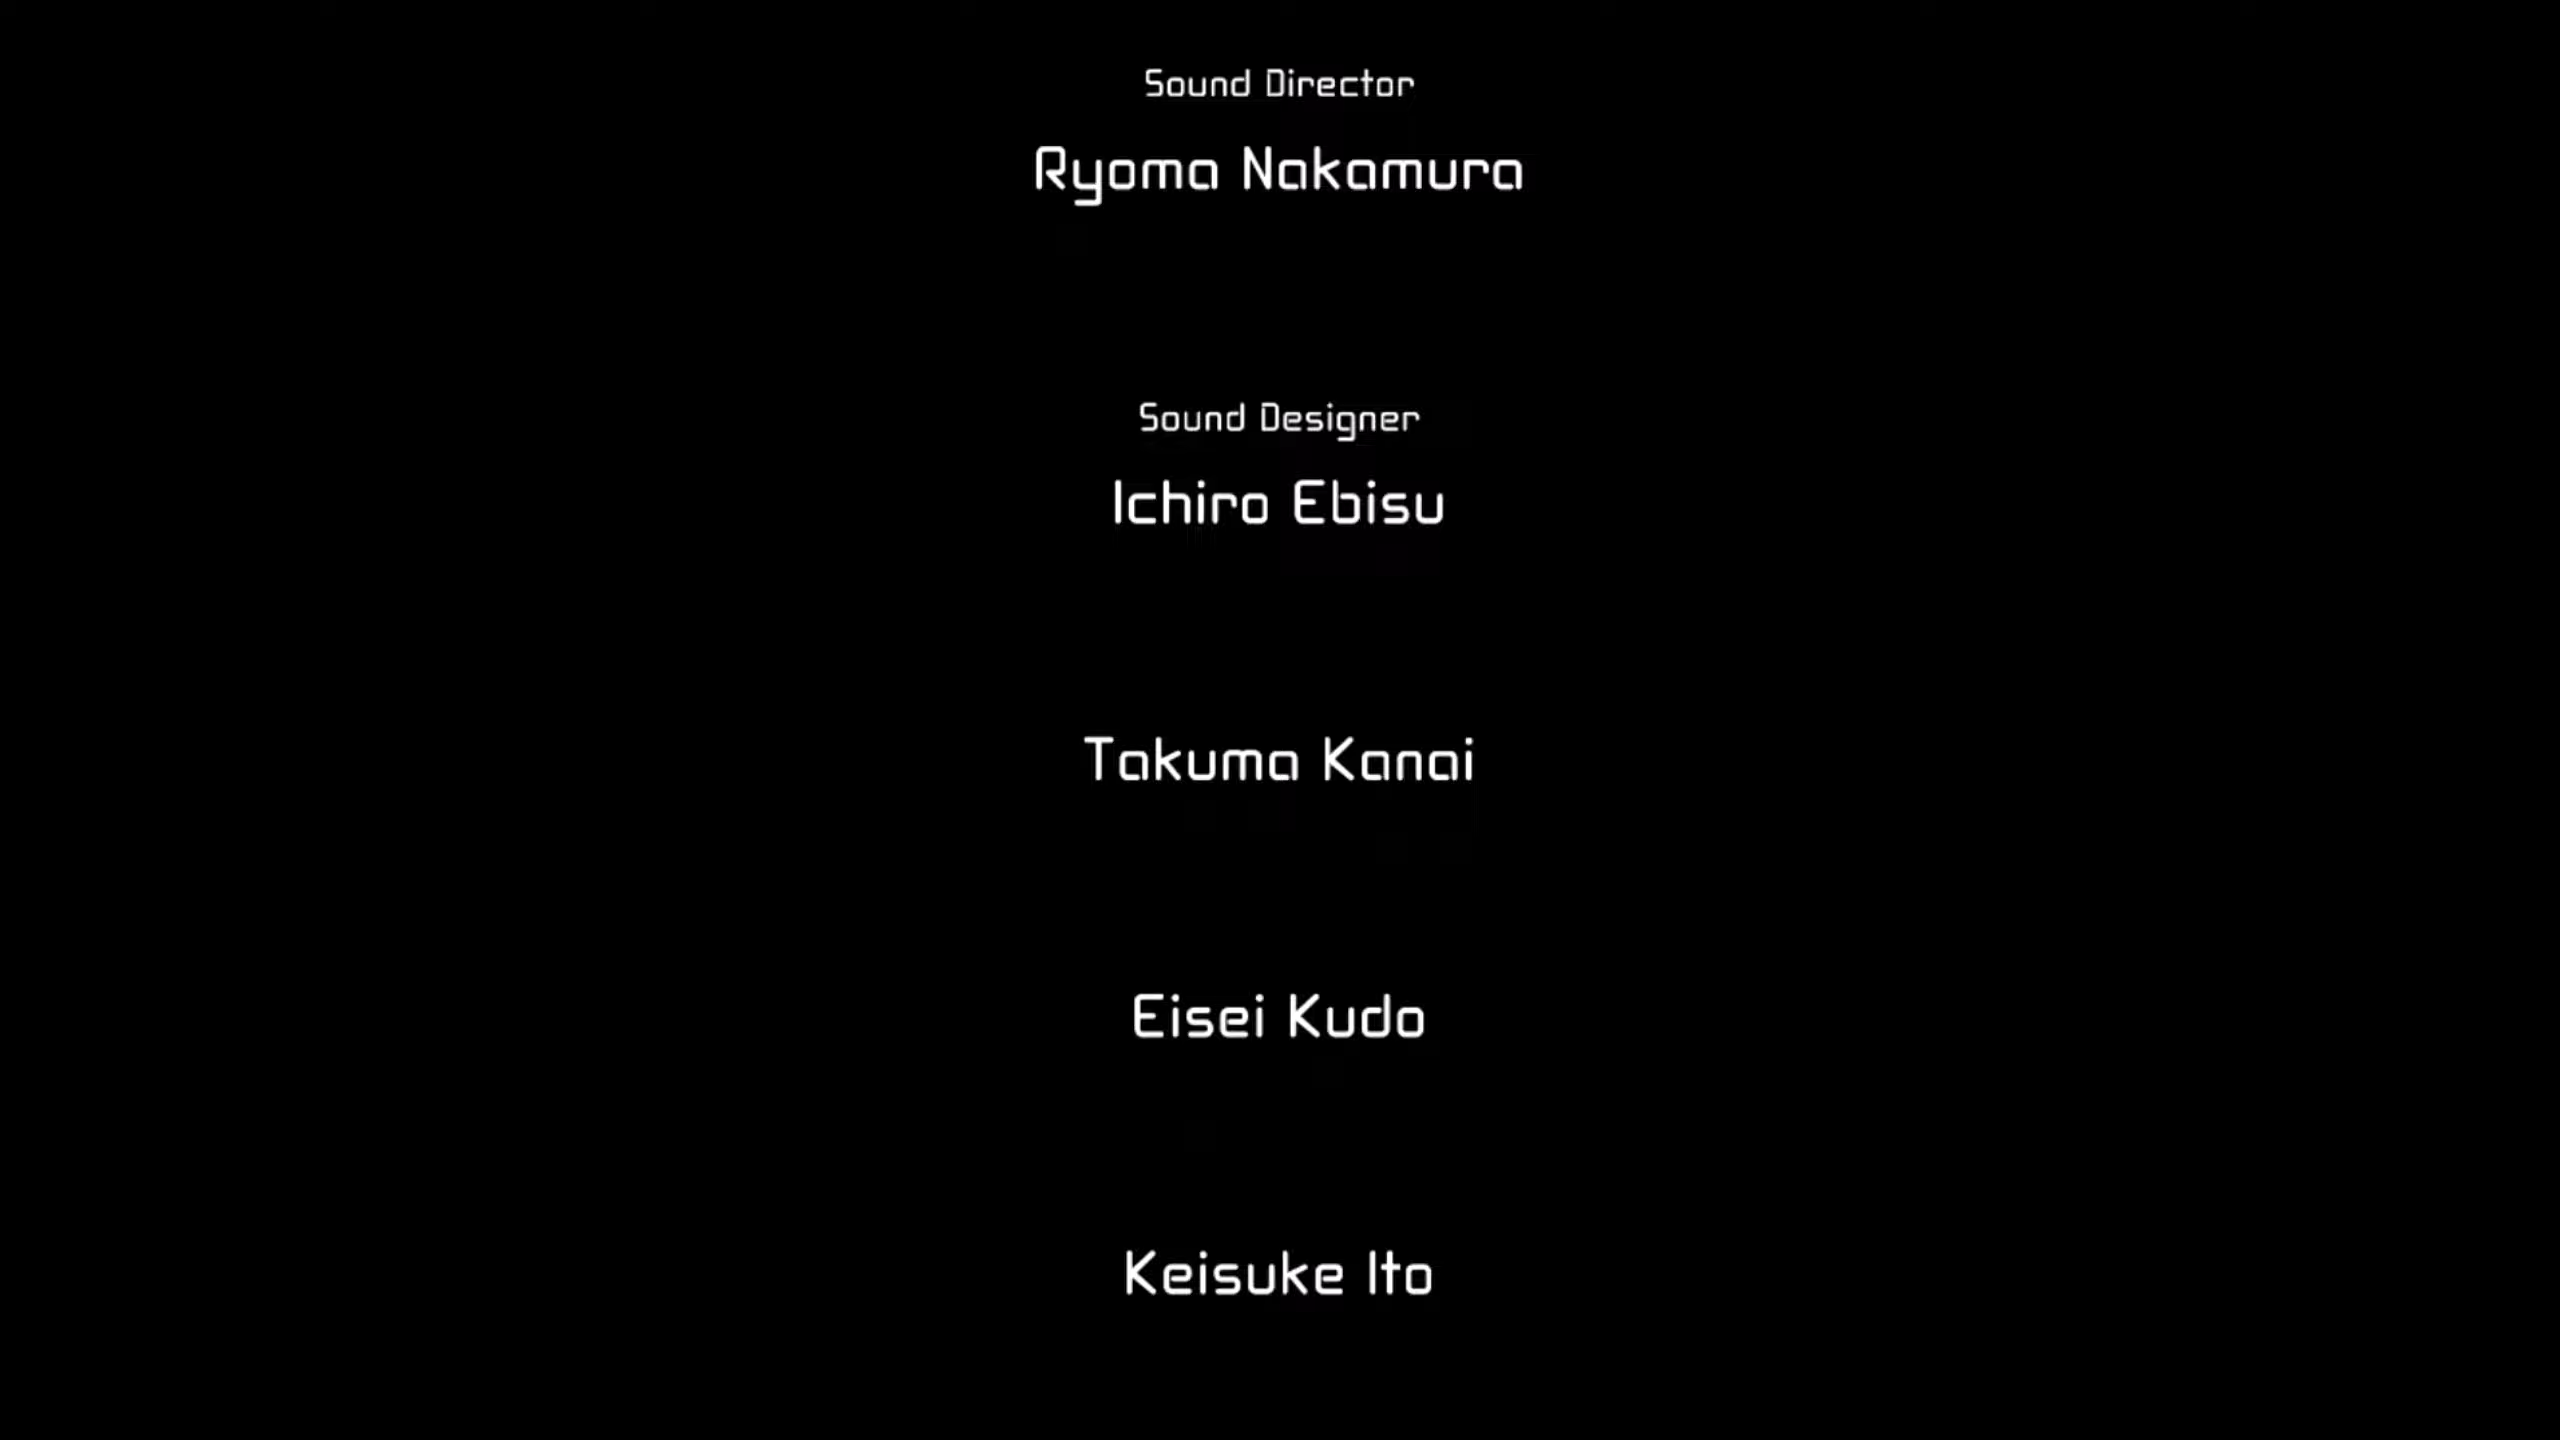 Sound Director
Ryoma Nakamura
Sound Designer
Ichiro Ebisu
Takuma Kanai
Eisei Kudo
Keisuke Ito